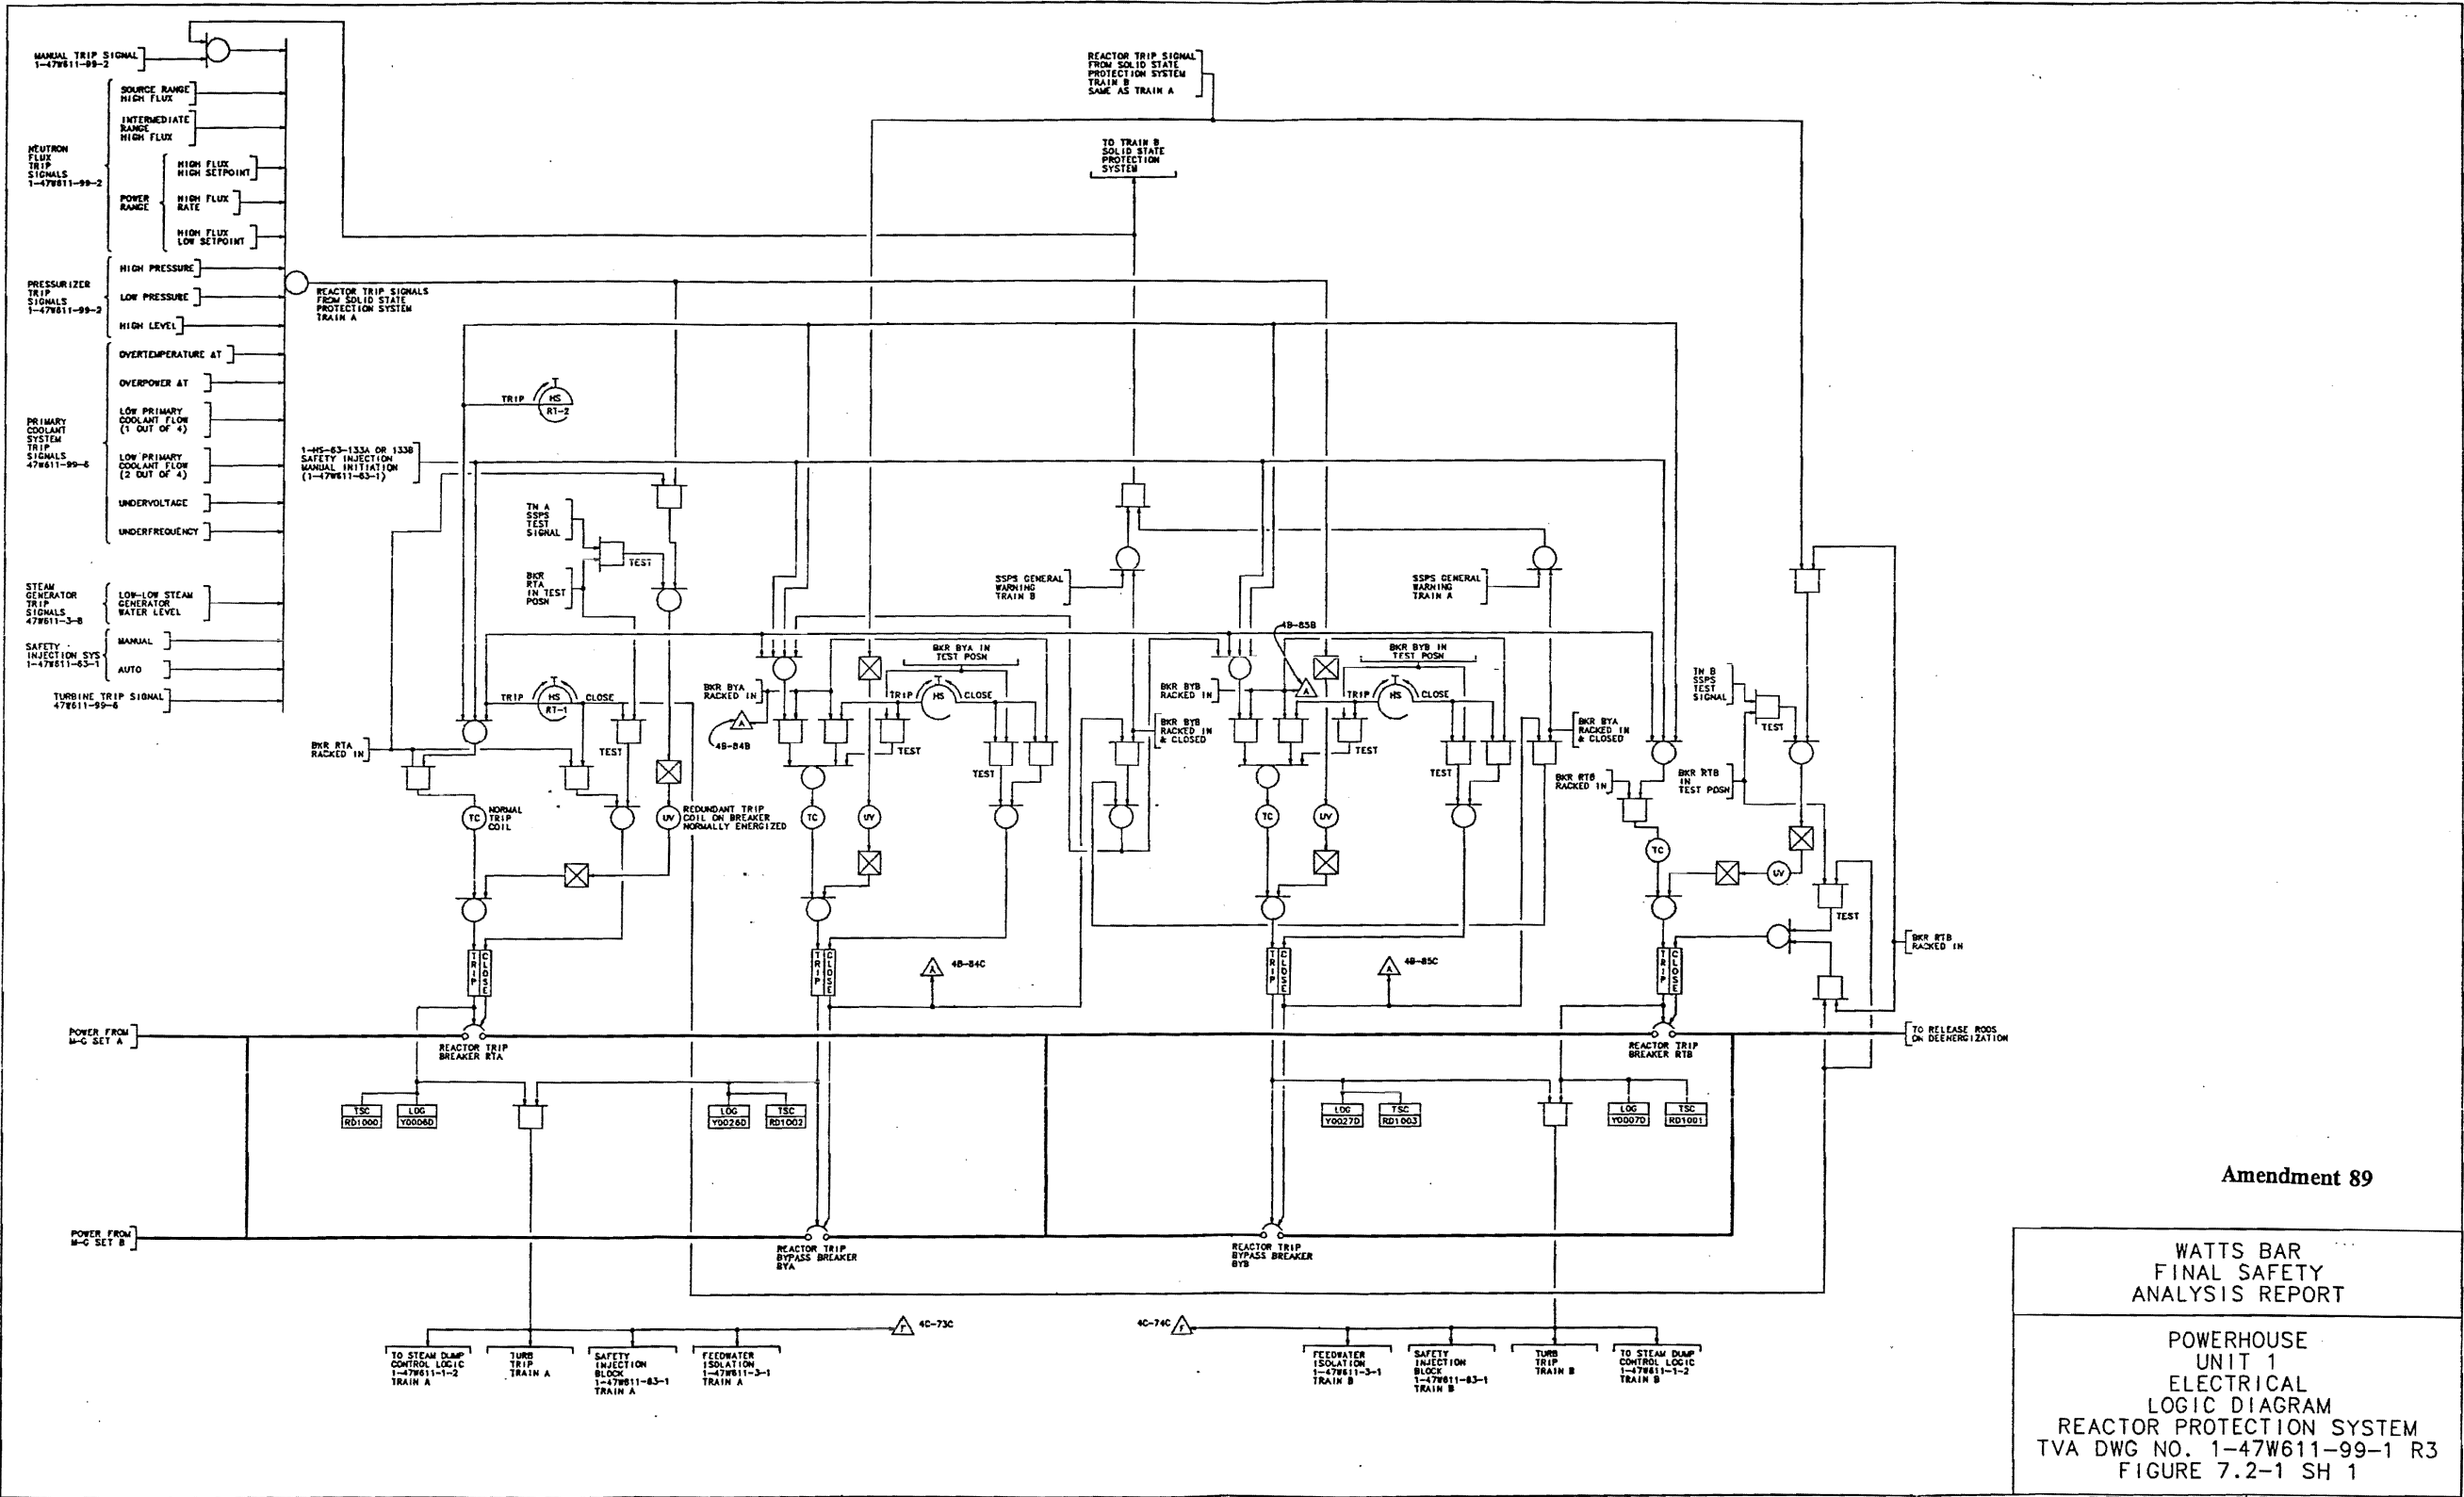 MANUAL TRIP SIGNAL
1-47W611-99-2
NEUTRON
FLUX
TRIP
SIGNALS
1-47W611-99-2
SOURCE RANGE
HIGH FLUX
INTERMEDIATE
RANGE
HIGH FLUX
POWER
RANGE
HIGH FLUX
HIGH SETPOINT
HIGH FLUX
RATE
HIGH FLUX
LOW SETPOINT
PRESSURIZER
TRIP
SIGNALS
1-47W611-99-2
HIGH PRESSURE
LOW PRESSURE
HIGH LEVEL
PRIMARY
COOLANT
SYSTEM
TRIP
SIGNALS
47W611-99-6
OVERTEMPERATURE ΔT
OVERPOWER ΔT
LOW PRIMARY
COOLANT FLOW
(1 OUT OF 4)
LOW PRIMARY
COOLANT FLOW
(2 OUT OF 4)
UNDERVOLTAGE
UNDERFREQUENCY
STEAM
GENERATOR
TRIP
SIGNALS
47W611-3-8
LOW-LOW STEAM
GENERATOR
WATER LEVEL
SAFETY
INJECTION SYS
1-47W611-63-1
MANUAL
AUTO
TURBINE TRIP SIGNAL
47W611-99-6
REACTOR TRIP SIGNALS
FROM SOLID STATE
PROTECTION SYSTEM
TRAIN A
REACTOR TRIP SIGNAL
FROM SOLID STATE
PROTECTION SYSTEM
TRAIN B
SAME AS TRAIN A
TO TRAIN B
SOLID STATE
PROTECTION
SYSTEM
TRIP
T
HS
RT-2
1-HS-63-133A OR 133B
SAFETY INJECTION
MANUAL INITIATION
(1-47W611-63-1)
TN A
SSPS
TEST
SIGNAL
TEST
BKR
RTA
IN TEST
POSN
SSPS GENERAL
WARNING
TRAIN B
SSPS GENERAL
WARNING
TRAIN A
BKR RTA
RACKED IN
TRIP
T
HS
RT-1
CLOSE
TEST
BKR BYA
RACKED IN
A
4B-84B
BKR BYA IN
TEST POSN
TRIP
T
HS
CLOSE
TEST
TEST
BKR BYB
RACKED IN
& CLOSED
BKR BYB
RACKED IN
4B-85B
A
BKR BYB IN
TEST POSN
TRIP
T
HS
CLOSE
TEST
TEST
BKR BYA
RACKED IN
& CLOSED
TN B
SSPS
TEST
SIGNAL
TEST
BKR RTB
RACKED IN
BKR RTB
IN
TEST POSN
TC
NORMAL
TRIP
COIL
UV
REDUNDANT TRIP
COIL ON BREAKER
NORMALLY ENERGIZED
TC
UV
TC
UV
TC
UV
TEST
BKR RTB
RACKED IN
TRIP
CLOSE
TRIP
CLOSE
A
4B-84C
TRIP
CLOSE
A
4B-85C
TRIP
CLOSE
POWER FROM
M-G SET A
REACTOR TRIP
BREAKER RTA
REACTOR TRIP
BREAKER RTB
TO RELEASE RODS
ON DEENERGIZATION
TSC
RD1000
LOG
Y0006D
LOG
Y0026D
TSC
RD1002
LOG
Y0027D
TSC
RD1003
LOG
Y0007D
TSC
RD1001
POWER FROM
M-G SET B
REACTOR TRIP
BYPASS BREAKER
BYA
REACTOR TRIP
BYPASS BREAKER
BYB
F
4C-73C
4C-74C
F
TO STEAM DUMP
CONTROL LOGIC
1-47W611-1-2
TRAIN A
TURB
TRIP
TRAIN A
SAFETY
INJECTION
BLOCK
1-47W611-63-1
TRAIN A
FEEDWATER
ISOLATION
1-47W611-3-1
TRAIN A
FEEDWATER
ISOLATION
1-47W611-3-1
TRAIN B
SAFETY
INJECTION
BLOCK
1-47W611-63-1
TRAIN B
TURB
TRIP
TRAIN B
TO STEAM DUMP
CONTROL LOGIC
1-47W611-1-2
TRAIN B
Amendment 89
WATTS BAR
FINAL SAFETY
ANALYSIS REPORT
POWERHOUSE
UNIT 1
ELECTRICAL
LOGIC DIAGRAM
REACTOR PROTECTION SYSTEM
TVA DWG NO. 1-47W611-99-1 R3
FIGURE 7.2-1 SH 1